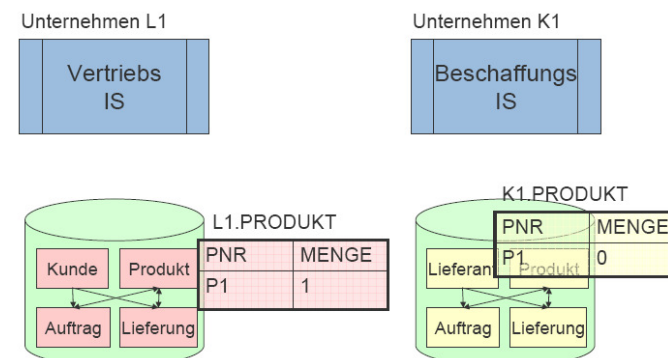 Unternehmen L1
Unternehmen K1
Vertriebs
IS
Beschaffungs
IS
L1.PRODUKT
PNR MENGE
P1 1
Kunde Produkt
Auftrag Lieferung
K1.PRODUKT
PNR MENGE
P1 0
Lieferant Produkt
Auftrag Lieferung